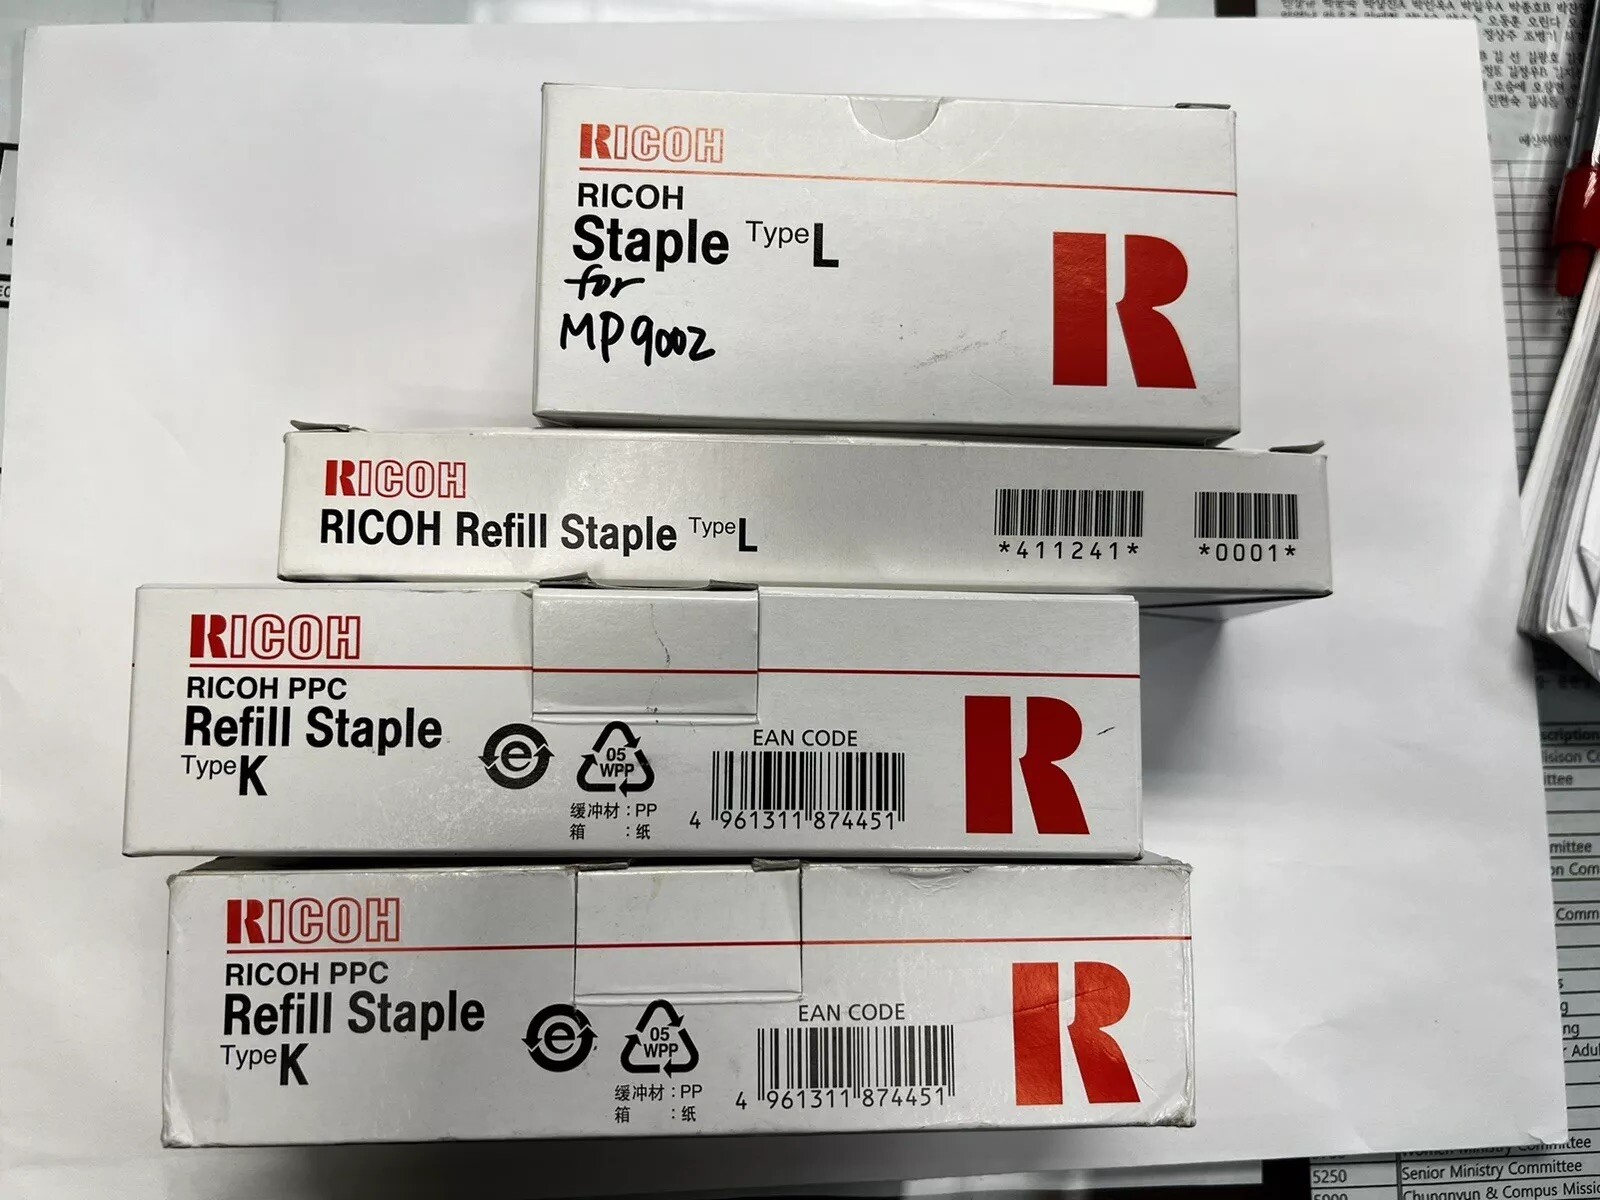 RICOH
RICOH
Staple Type L
for
MP9002
RICOH
RICOH Refill Staple Type L
*411241*
*0001*
RICOH
RICOH PPC
Refill Staple
Type K
e
05
WPP
缓冲材：PP
箱　：纸
EAN CODE
4 961311 874451
RICOH
RICOH PPC
Refill Staple
Type K
e
05
WPP
缓冲材：PP
箱　：纸
EAN CODE
4 961311 874451
5250
Senior Ministry Committee